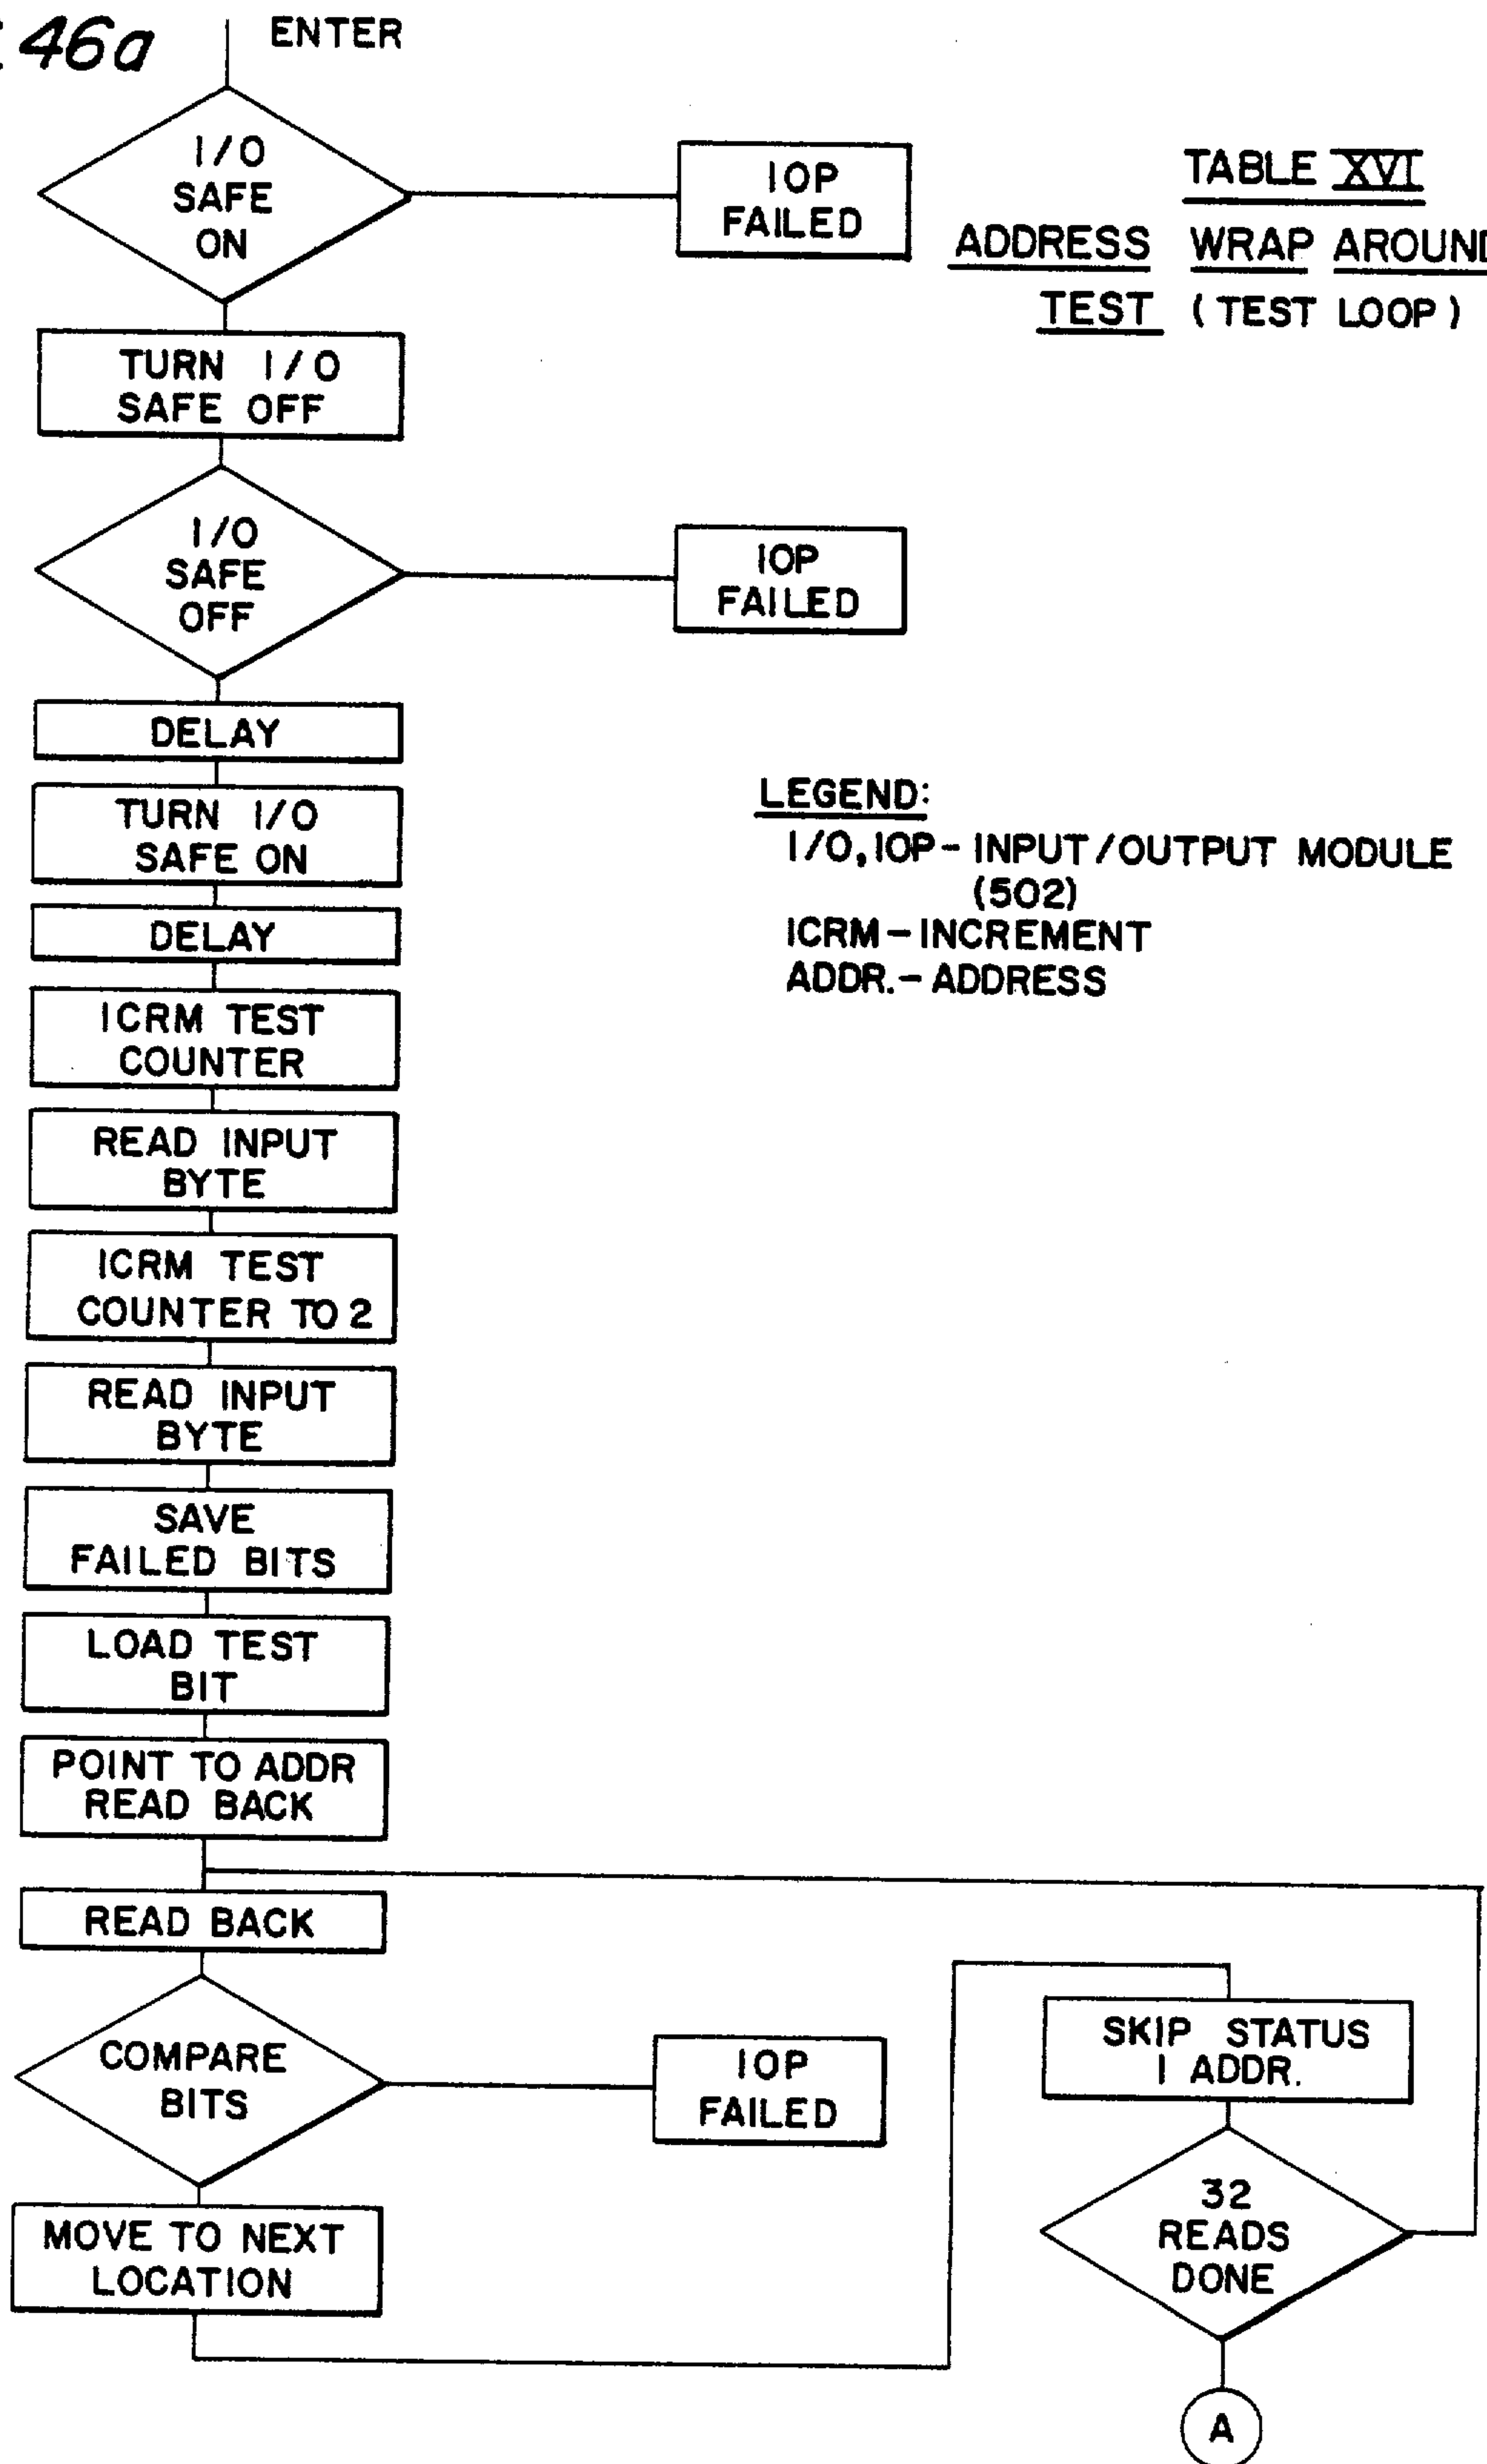 46a
ENTER
I/O
SAFE
ON
IOP
FAILED
TABLE XVI
ADDRESS WRAP AROUND
TEST (TEST LOOP)
TURN I/O
SAFE OFF
I/O
SAFE
OFF
IOP
FAILED
DELAY
TURN I/O
SAFE ON
DELAY
LEGEND:
I/O, IOP - INPUT/OUTPUT MODULE
(502)
ICRM - INCREMENT
ADDR. - ADDRESS
ICRM TEST
COUNTER
READ INPUT
BYTE
ICRM TEST
COUNTER TO 2
READ INPUT
BYTE
SAVE
FAILED BITS
LOAD TEST
BIT
POINT TO ADDR
READ BACK
READ BACK
COMPARE
BITS
IOP
FAILED
MOVE TO NEXT
LOCATION
SKIP STATUS
1 ADDR.
32
READS
DONE
A